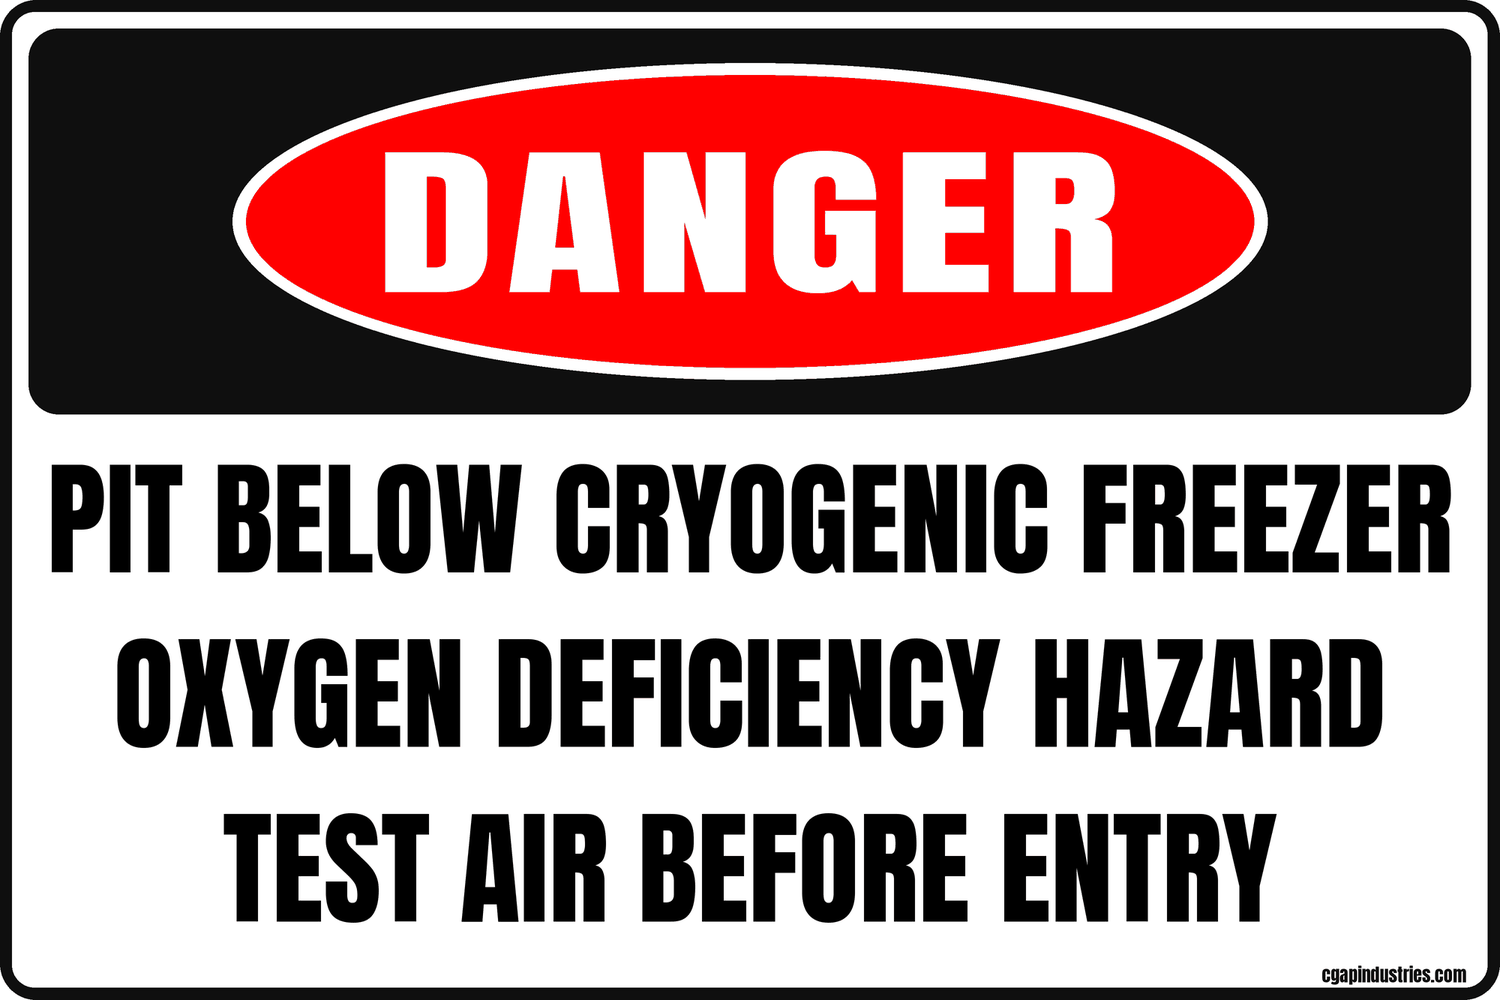 DANGER
PIT BELOW CRYOGENIC FREEZER
OXYGEN DEFICIENCY HAZARD
TEST AIR BEFORE ENTRY
cgapindustries.com